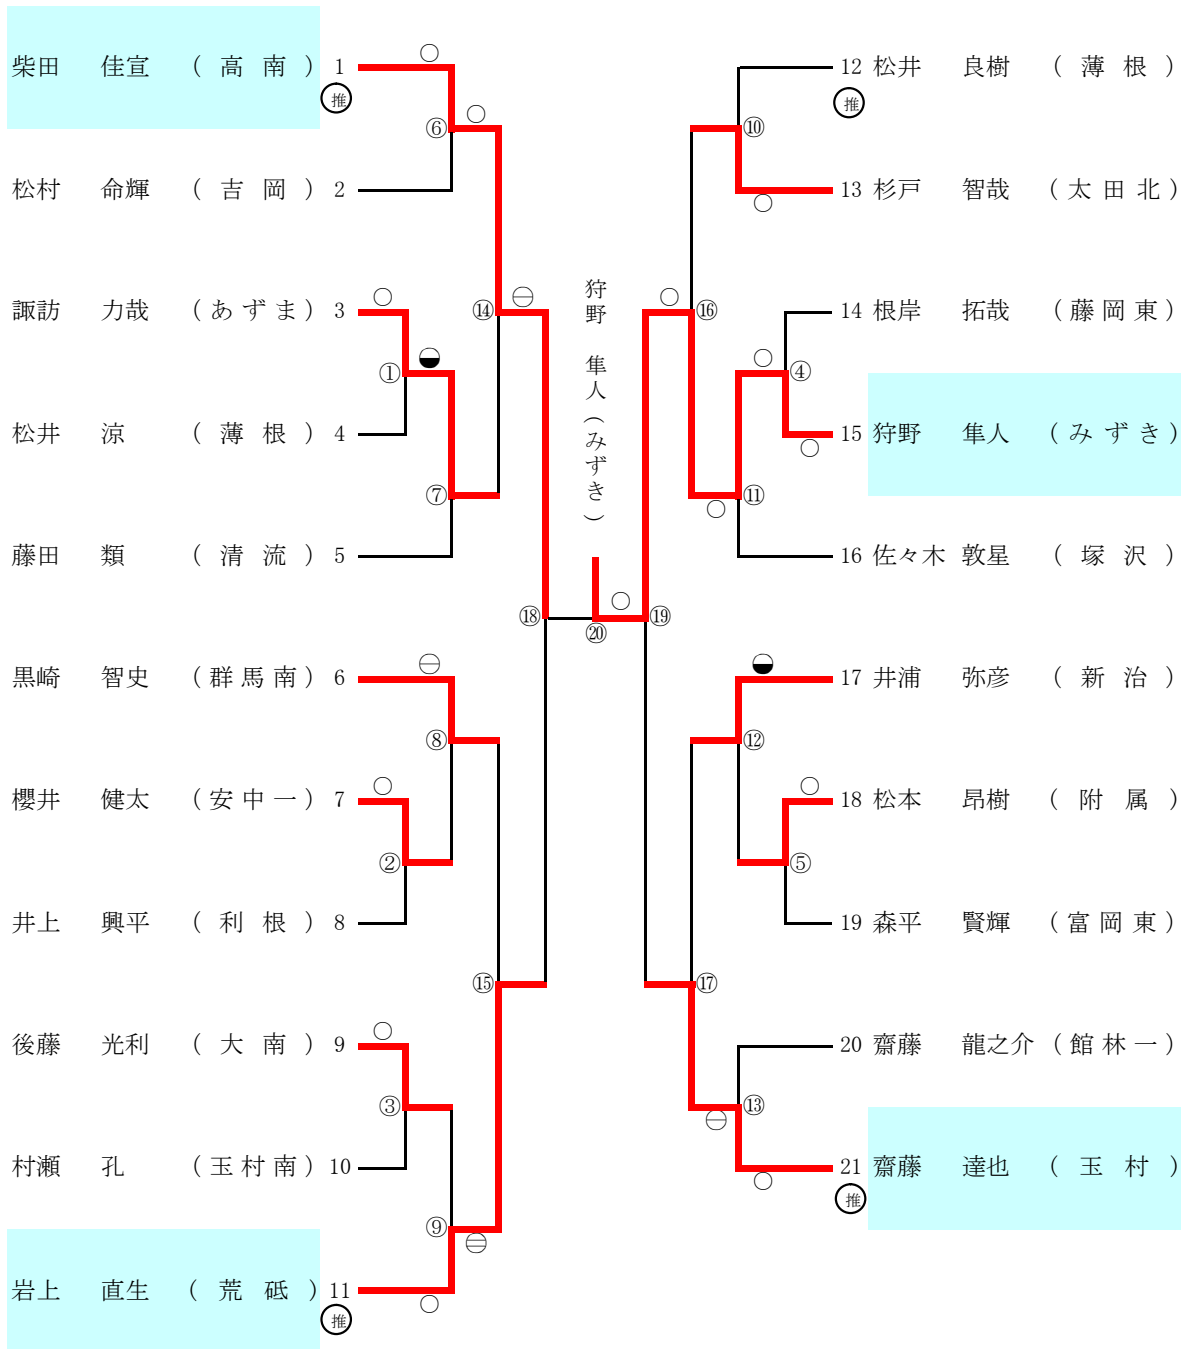 柴田 佳宣 (高南) 1
推
松村 命輝 (吉岡) 2
諏訪 力哉 (あずま) 3
松井 涼 (薄根) 4
藤田 類 (清流) 5
黒崎 智史 (群馬南) 6
櫻井 健太 (安中一) 7
井上 興平 (利根) 8
後藤 光利 (大南) 9
村瀬 孔 (玉村南) 10
岩上 直生 (荒砥) 11
推
⑥
⑭
①
⑦
⑱
⑧
②
⑮
③
⑨
狩野 隼人(みずき)
⑳
⑩
⑯
④
⑪
⑲
⑫
⑤
⑰
⑬
12 松井 良樹 (薄根)
推
13 杉戸 智哉 (太田北)
14 根岸 拓哉 (藤岡東)
15 狩野 隼人 (みずき)
16 佐々木 敦星 (塚沢)
17 井浦 弥彦 (新治)
18 松本 昂樹 (附属)
19 森平 賢輝 (富岡東)
20 齋藤 龍之介 (館林一)
21 齋藤 達也 (玉村)
推